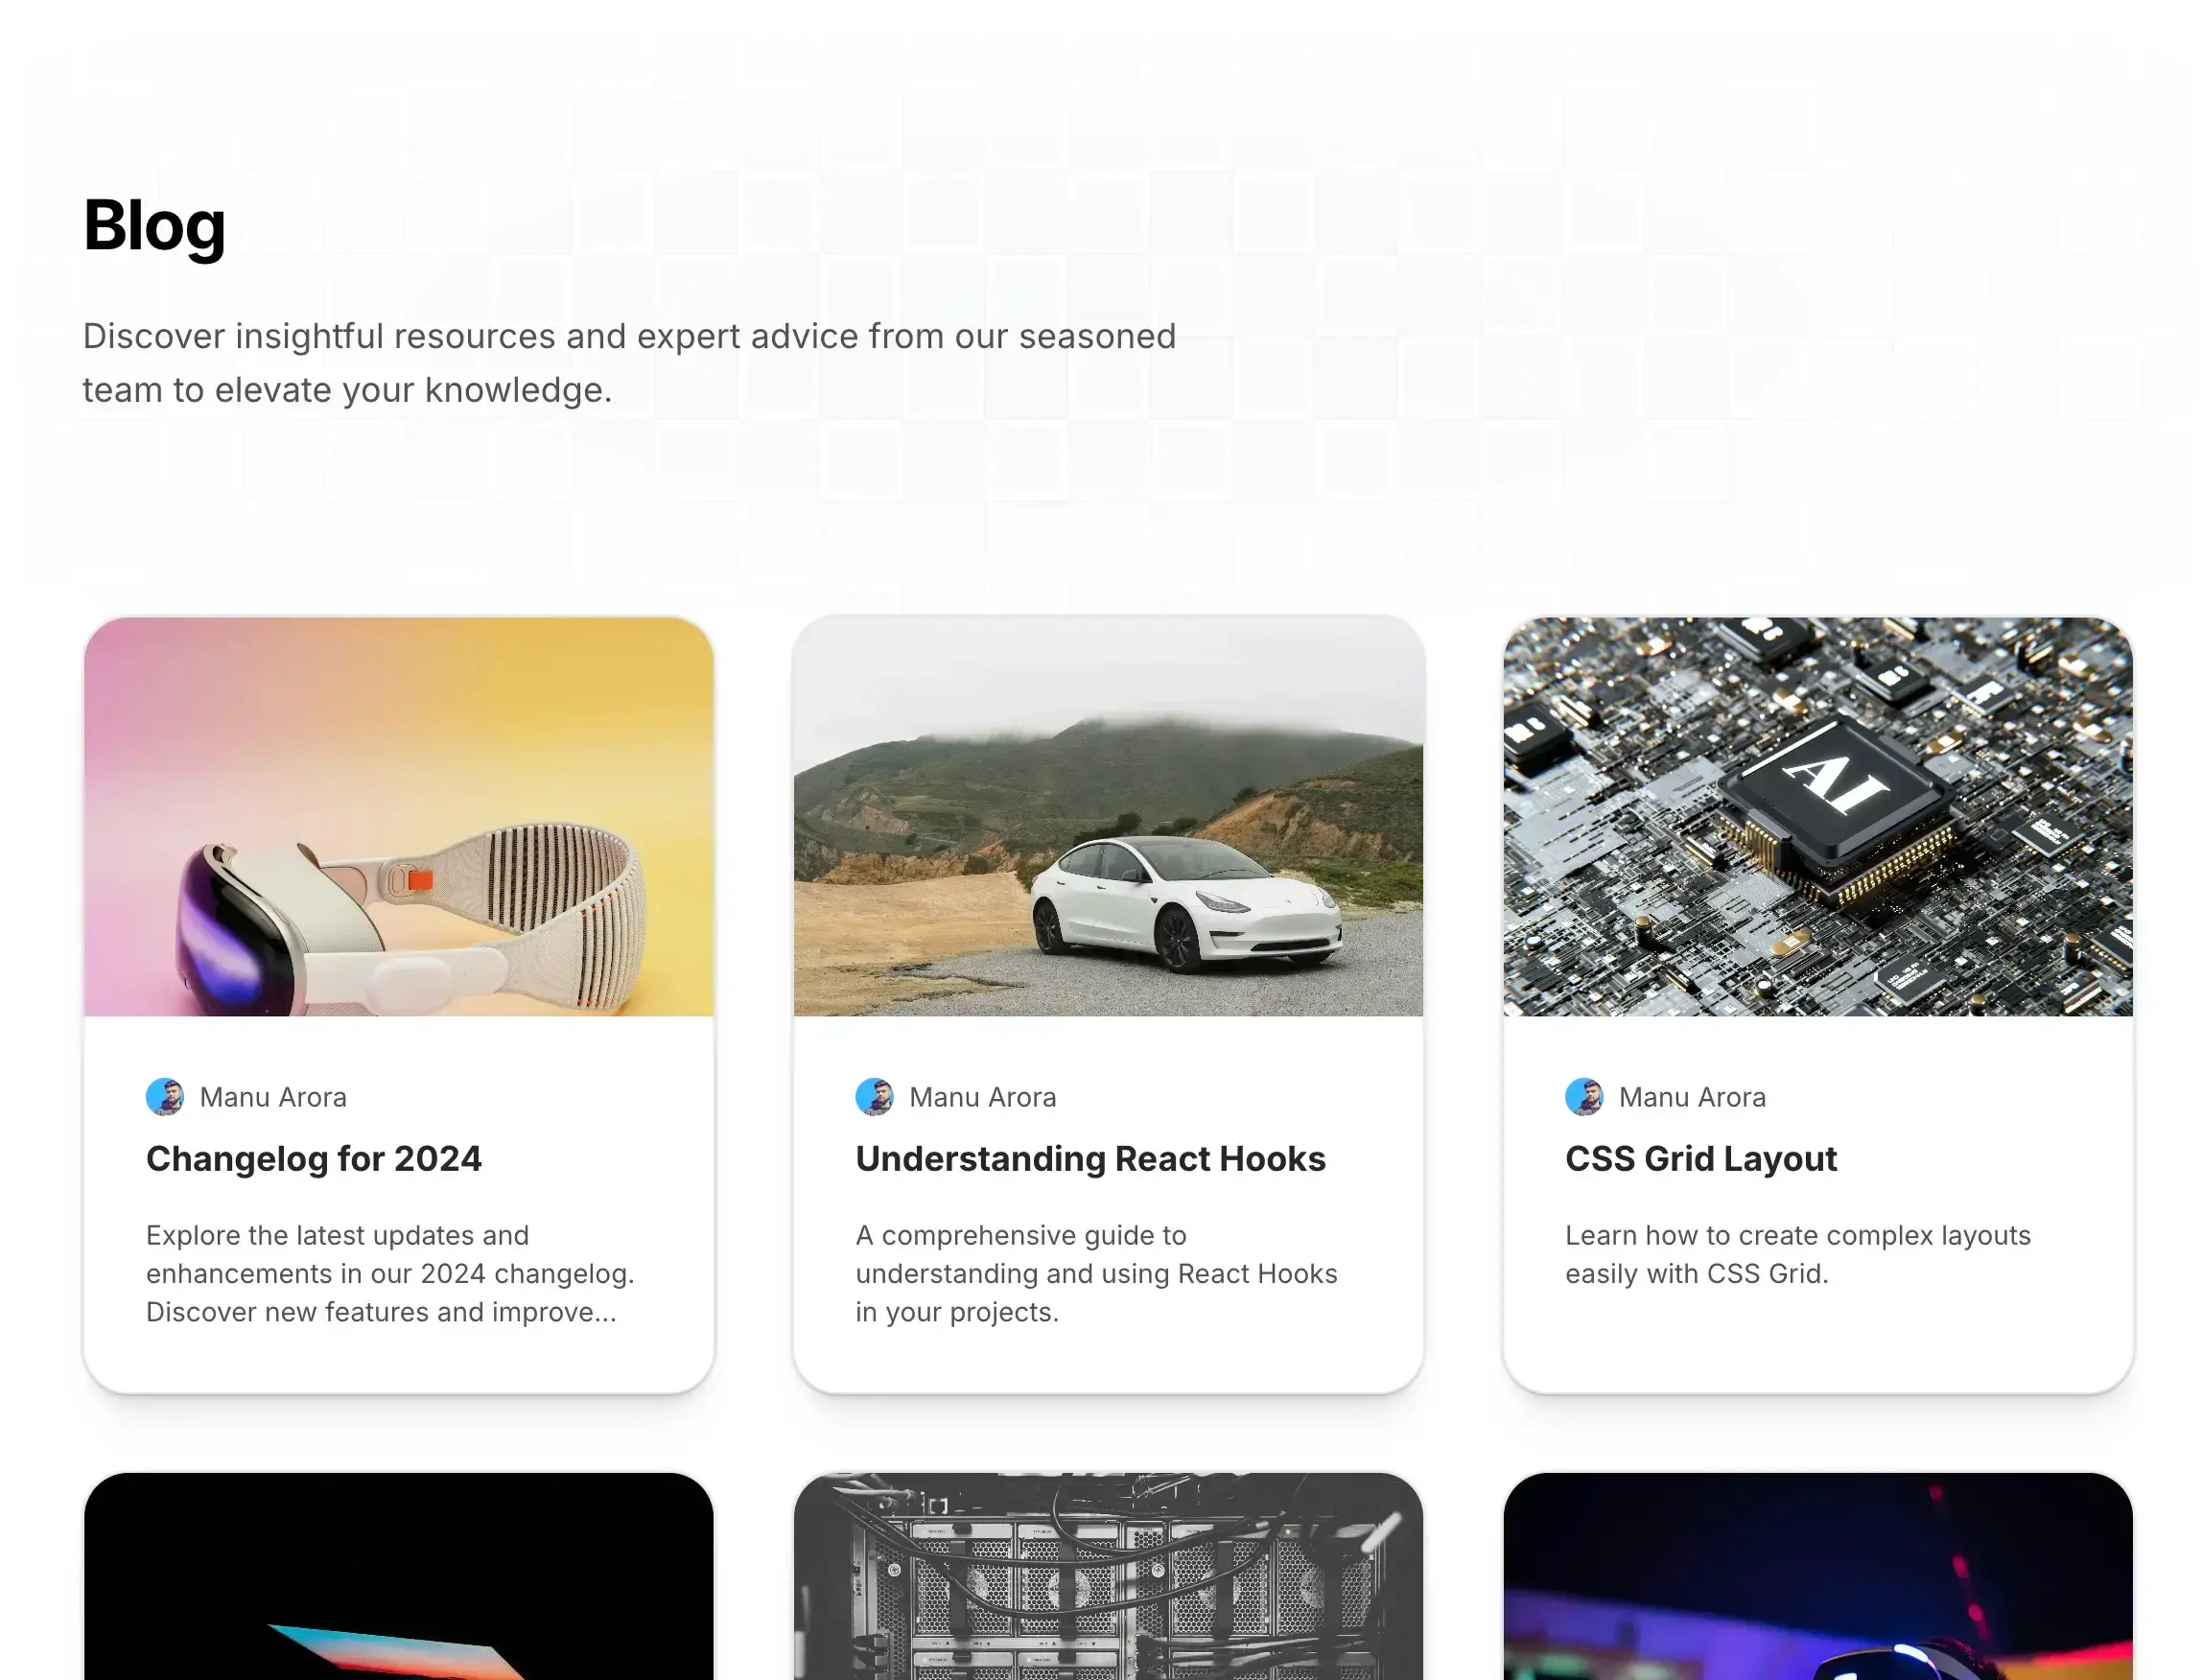 Blog
Discover insightful resources and expert advice from our seasoned
team to elevate your knowledge.
AI
Manu Arora
Changelog for 2024
Explore the latest updates and
enhancements in our 2024 changelog.
Discover new features and improve...
Manu Arora
Understanding React Hooks
A comprehensive guide to
understanding and using React Hooks
in your projects.
Manu Arora
CSS Grid Layout
Learn how to create complex layouts
easily with CSS Grid.